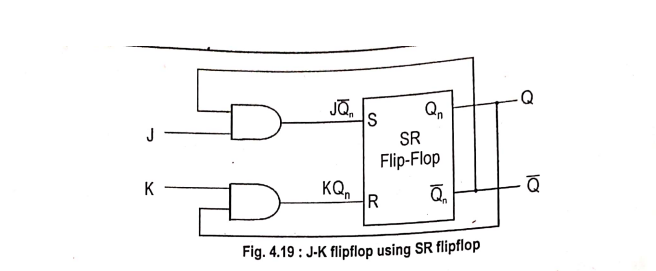 J
K
JQ̅ₙ
KQₙ
S
R
SR
Flip-Flop
Qₙ
Q̅ₙ
Q
Q̅
Fig. 4.19 : J-K flipflop using SR flipflop